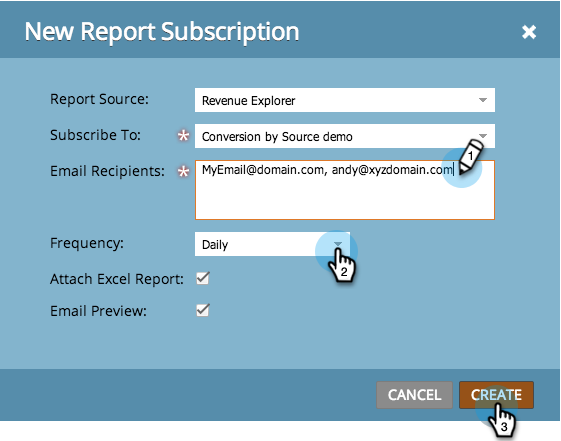 New Report Subscription
Report Source: Revenue Explorer
Subscribe To: * Conversion by Source demo
Email Recipients: * MyEmail@domain.com, andy@xyzdomain.com
1
Frequency: Daily
2
Attach Excel Report:
Email Preview:
CANCEL CREATE
3